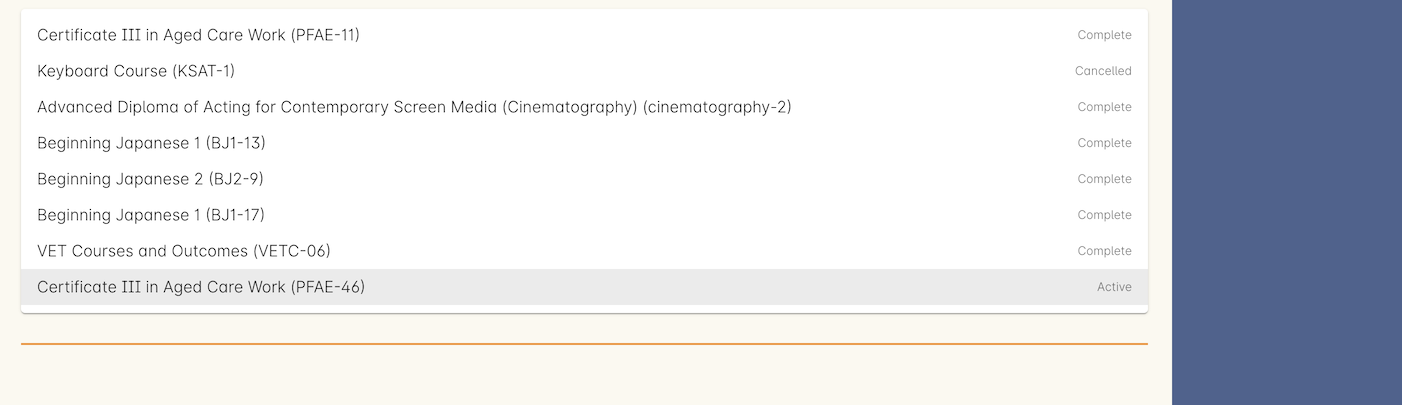 Certificate III in Aged Care Work (PFAE-11) Complete
Keyboard Course (KSAT-1) Cancelled
Advanced Diploma of Acting for Contemporary Screen Media (Cinematography) (cinematography-2) Complete
Beginning Japanese 1 (BJ1-13) Complete
Beginning Japanese 2 (BJ2-9) Complete
Beginning Japanese 1 (BJ1-17) Complete
VET Courses and Outcomes (VETC-06) Complete
Certificate III in Aged Care Work (PFAE-46) Active